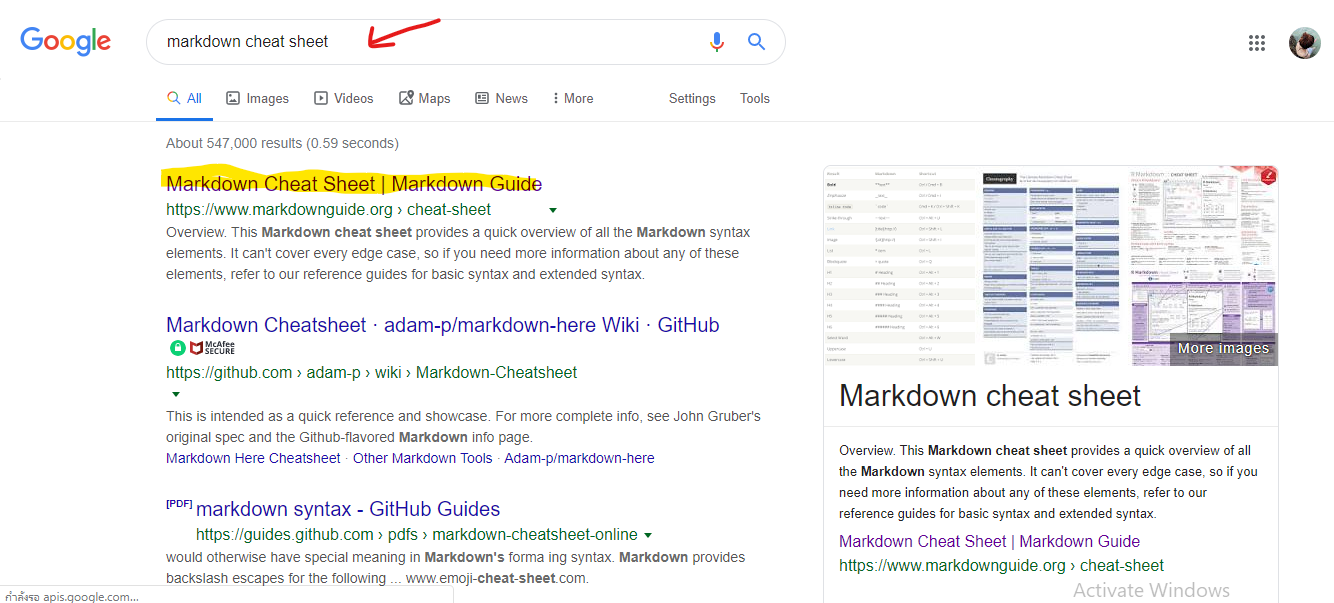 Google
markdown cheat sheet
All Images Videos Maps News More Settings Tools
About 547,000 results (0.59 seconds)
Markdown Cheat Sheet | Markdown Guide
https://www.markdownguide.org › cheat-sheet
Overview. This Markdown cheat sheet provides a quick overview of all the Markdown syntax
elements. It can't cover every edge case, so if you need more information about any of these
elements, refer to our reference guides for basic syntax and extended syntax.
Markdown Cheatsheet · adam-p/markdown-here Wiki · GitHub
McAfee
SECURE
https://github.com › adam-p › wiki › Markdown-Cheatsheet
This is intended as a quick reference and showcase. For more complete info, see John Gruber's
original spec and the Github-flavored Markdown info page.
Markdown Here Cheatsheet · Other Markdown Tools · Adam-p/markdown-here
[PDF] markdown syntax - GitHub Guides
https://guides.github.com › pdfs › markdown-cheatsheet-online
would otherwise have special meaning in Markdown's forma ing syntax. Markdown provides
backslash escapes for the following ... www.emoji-cheat-sheet.com.
กำลังรอ apis.google.com...
More images
Markdown cheat sheet
Overview. This Markdown cheat sheet provides a quick overview of all
the Markdown syntax elements. It can't cover every edge case, so if you
need more information about any of these elements, refer to our
reference guides for basic syntax and extended syntax.
Markdown Cheat Sheet | Markdown Guide
https://www.markdownguide.org › cheat-sheet
Activate Windows